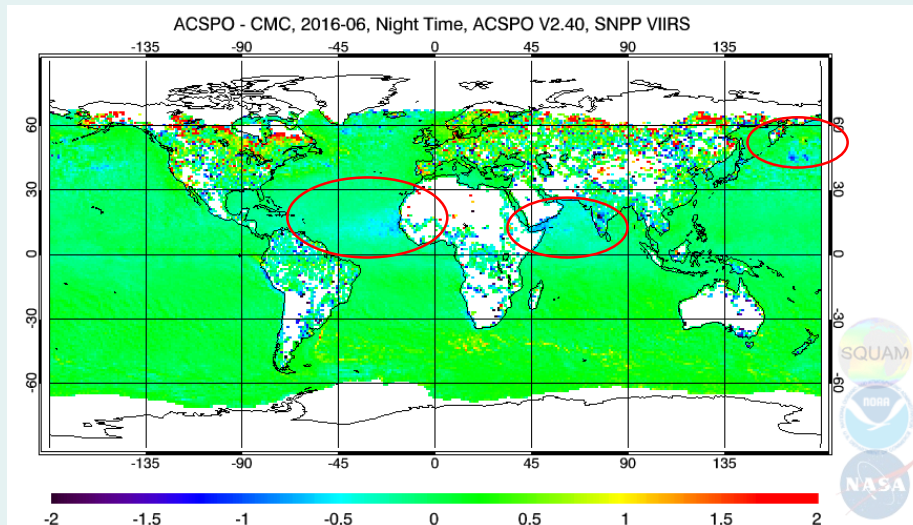 ACSPO - CMC, 2016-06, Night Time, ACSPO V2.40, SNPP VIIRS
-135 -90 -45 0 45 90 135
60 60
30 30
0 0
-30 -30
-60 -60
-135 -90 -45 0 45 90 135
SQUAM
NOAA
NASA
-2 -1.5 -1 -0.5 0 0.5 1 1.5 2